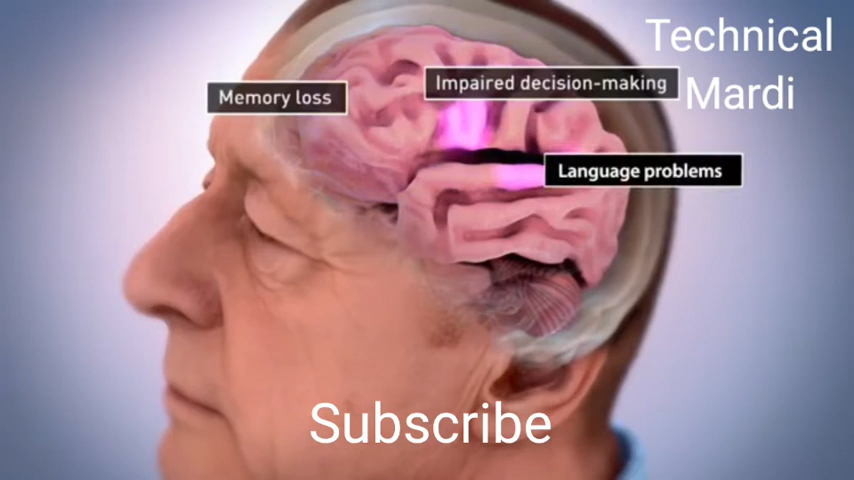 Technical
Mardi
Memory loss
Impaired decision-making
Language problems
Subscribe